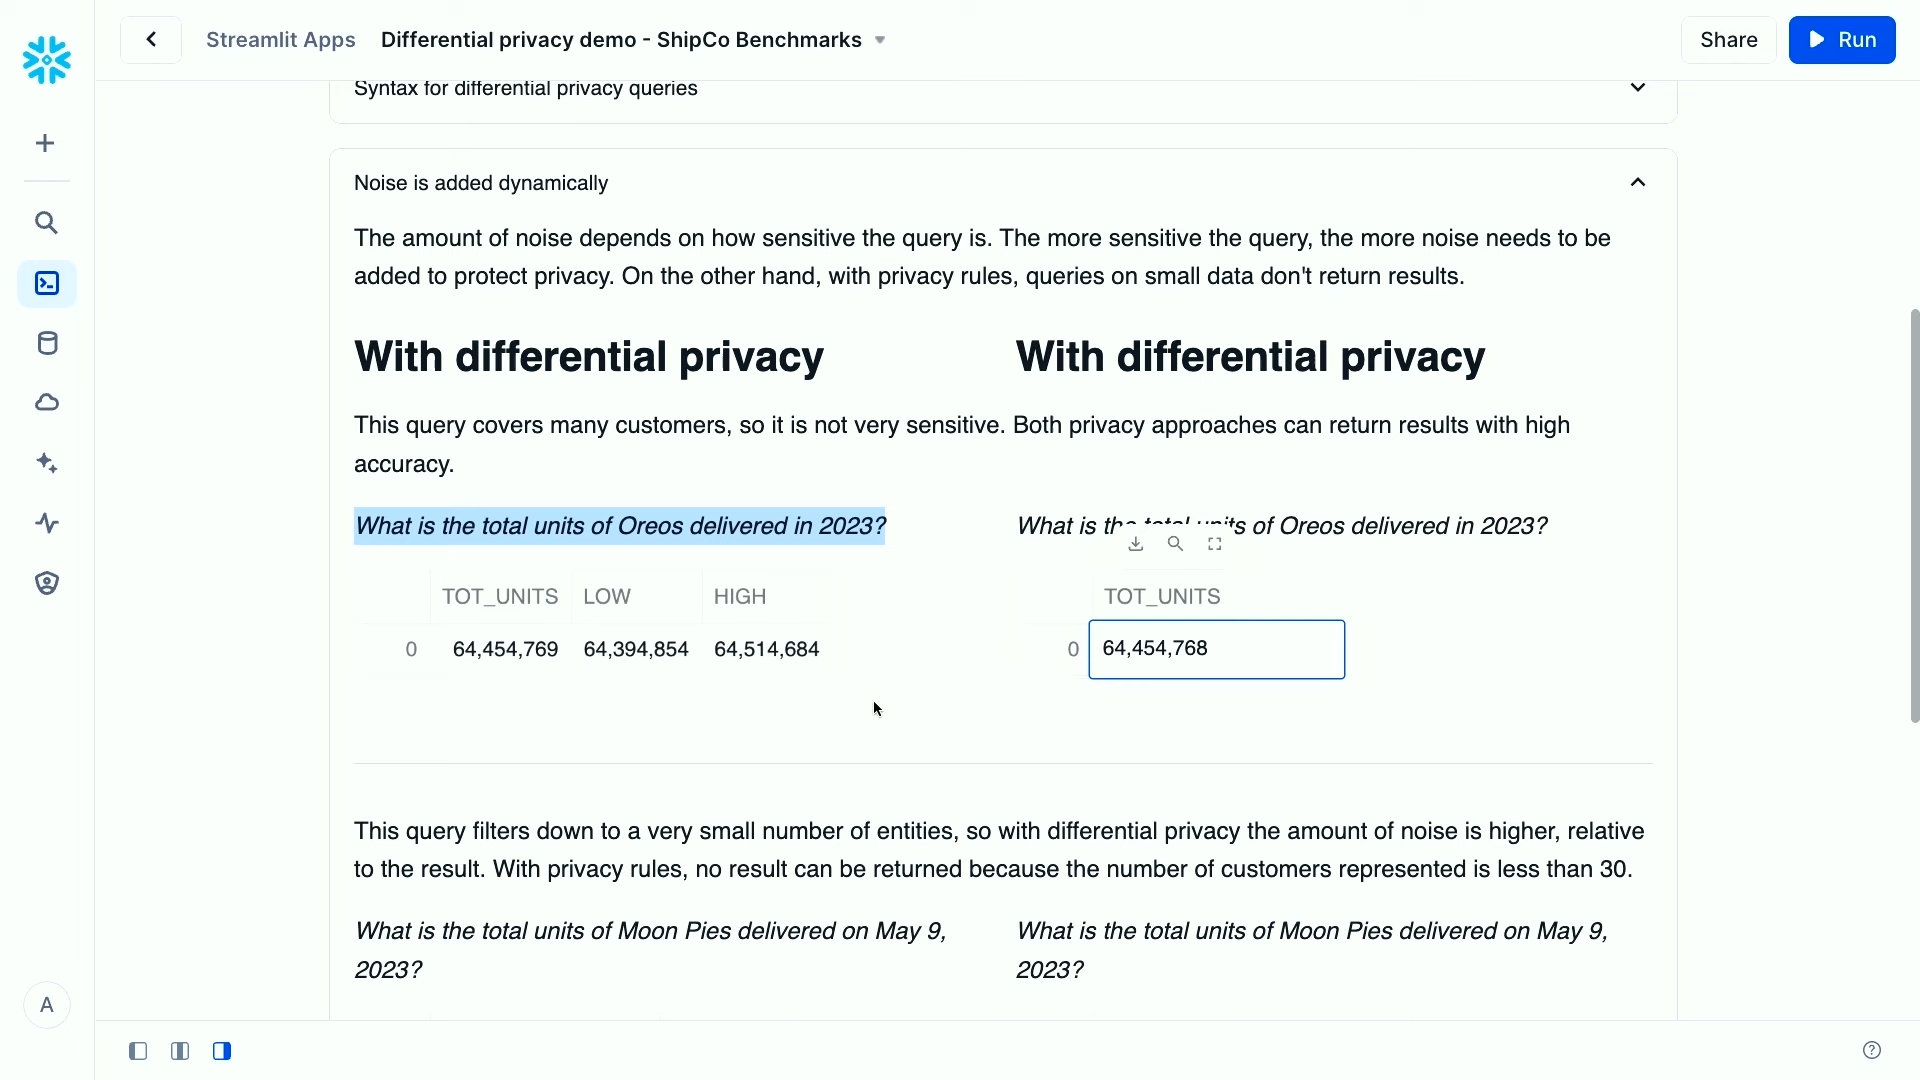 Streamlit Apps
Differential privacy demo - ShipCo Benchmarks
Share
Run
Syntax for differential privacy queries
Noise is added dynamically
The amount of noise depends on how sensitive the query is. The more sensitive the query, the more noise needs to be
added to protect privacy. On the other hand, with privacy rules, queries on small data don't return results.
With differential privacy
With differential privacy
This query covers many customers, so it is not very sensitive. Both privacy approaches can return results with high
accuracy.
What is the total units of Oreos delivered in 2023?
What is the total units of Oreos delivered in 2023?
TOT_UNITS LOW HIGH
0 64,454,769 64,394,854 64,514,684
TOT_UNITS
0 64,454,768
This query filters down to a very small number of entities, so with differential privacy the amount of noise is higher, relative
to the result. With privacy rules, no result can be returned because the number of customers represented is less than 30.
What is the total units of Moon Pies delivered on May 9,
2023?
What is the total units of Moon Pies delivered on May 9,
2023?
A